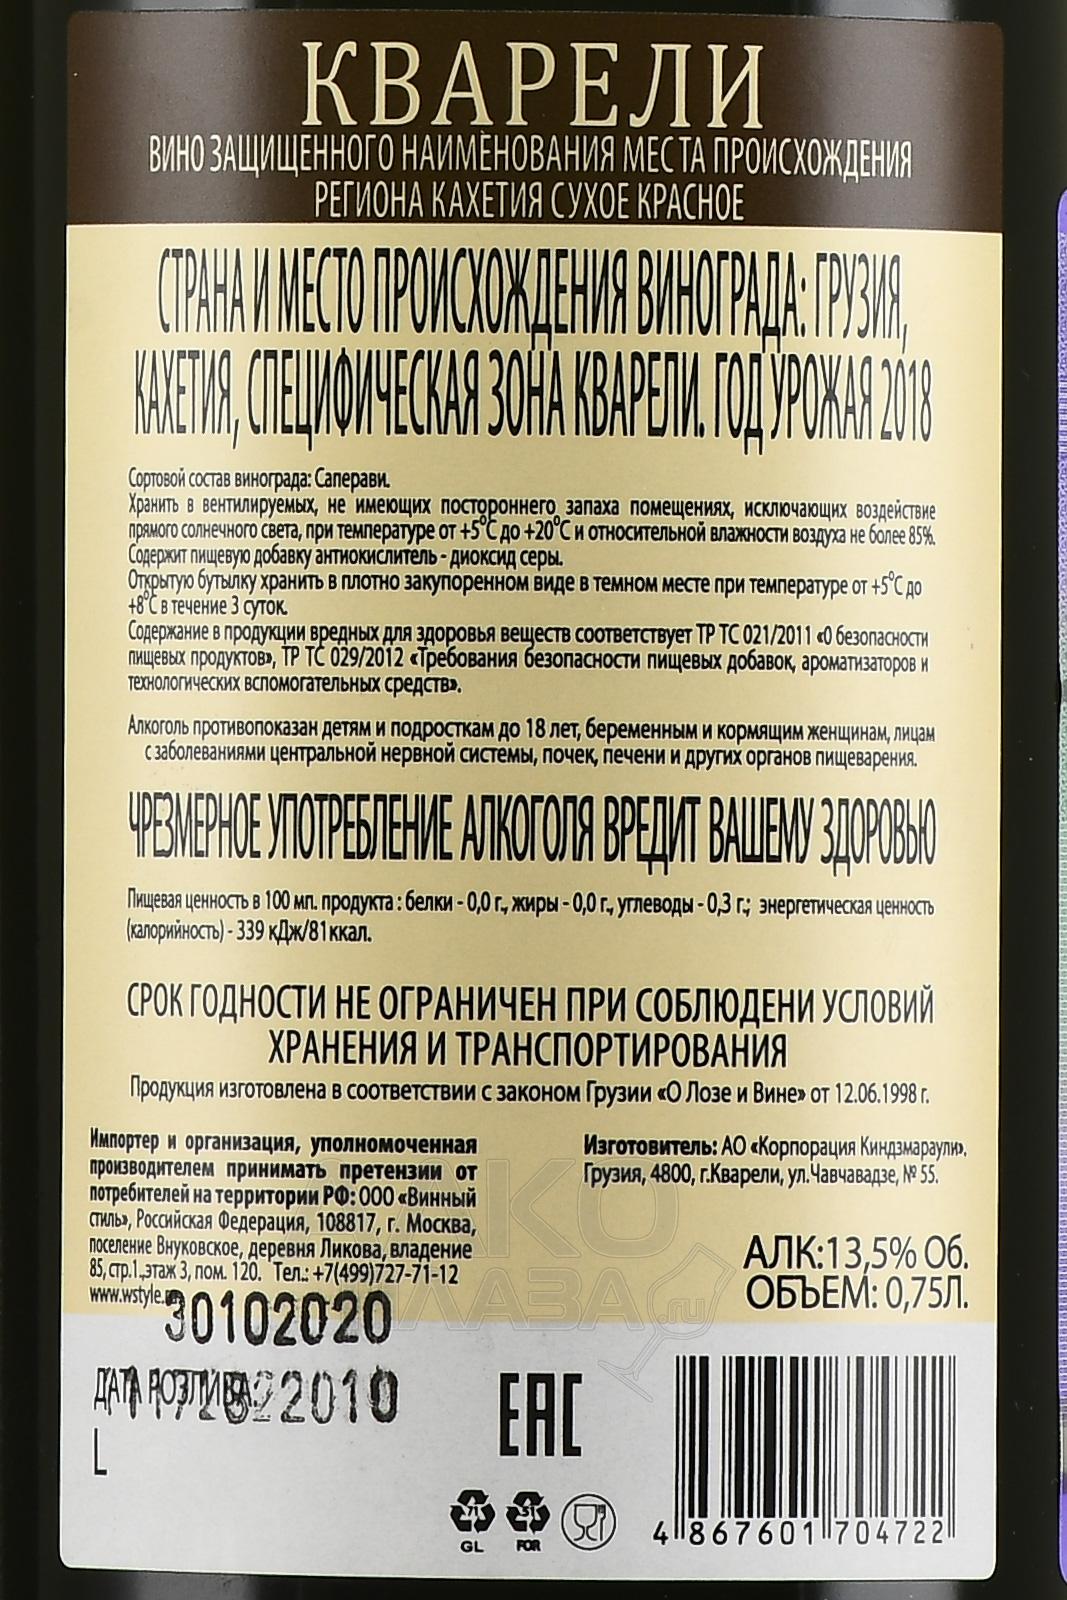 КВАРЕЛИ
ВИНО ЗАЩИЩЕННОГО НАИМЕНОВАНИЯ МЕСТА ПРОИСХОЖДЕНИЯ
РЕГИОНА КАХЕТИЯ СУХОЕ КРАСНОЕ
СТРАНА И МЕСТО ПРОИСХОЖДЕНИЯ ВИНОГРАДА: ГРУЗИЯ,
КАХЕТИЯ, СПЕЦИФИЧЕСКАЯ ЗОНА КВАРЕЛИ. ГОД УРОЖАЯ 2018
Сортовой состав винограда: Саперави.
Хранить в вентилируемых, не имеющих постороннего запаха помещениях, исключающих воздействие
прямого солнечного света, при температуре от +5°C до +20°C и относительной влажности воздуха не более 85%.
Содержит пищевую добавку антиокислитель - диоксид серы.
Открытую бутылку хранить в плотно закупоренном виде в темном месте при температуре от +5°C до
+8°C в течение 3 суток.
Содержание в продукции вредных для здоровья веществ соответствует ТР ТС 021/2011 «О безопасности
пищевых продуктов», ТР ТС 029/2012 «Требования безопасности пищевых добавок, ароматизаторов и
технологических вспомогательных средств».
Алкоголь противопоказан детям и подросткам до 18 лет, беременным и кормящим женщинам, лицам
с заболеваниями центральной нервной системы, почек, печени и других органов пищеварения.
ЧРЕЗМЕРНОЕ УПОТРЕБЛЕНИЕ АЛКОГОЛЯ ВРЕДИТ ВАШЕМУ ЗДОРОВЬЮ
Пищевая ценность в 100 мл. продукта : белки - 0,0 г., жиры - 0,0 г., углеводы - 0,3 г.; энергетическая ценность
(калорийность) - 339 кДж/81ккал.
СРОК ГОДНОСТИ НЕ ОГРАНИЧЕН ПРИ СОБЛЮДЕНИ УСЛОВИЙ
ХРАНЕНИЯ И ТРАНСПОРТИРОВАНИЯ
Продукция изготовлена в соответствии с законом Грузии «О Лозе и Вине» от 12.06.1998 г.
Импортер и организация, уполномоченная
производителем принимать претензии от
потребителей на территории РФ: ООО «Винный
стиль», Российская Федерация, 108817, г. Москва,
поселение Внуковское, деревня Ликова, владение
85, стр.1.,этаж 3, пом. 120. Тел.: +7(499)727-71-12
www.wstyle.
30102020
ДАТА РОЗЛИВА:
L
Изготовитель: АО «Корпорация Киндзмараули».
Грузия, 4800, г.Кварели, ул.Чавчавадзе, № 55.
АЛК:13,5% Об.
ОБЪЕМ: 0,75Л.
EAC
71
GL
51
FOR
4 867601 704722
АЛКО
ПЛАЗА.ru